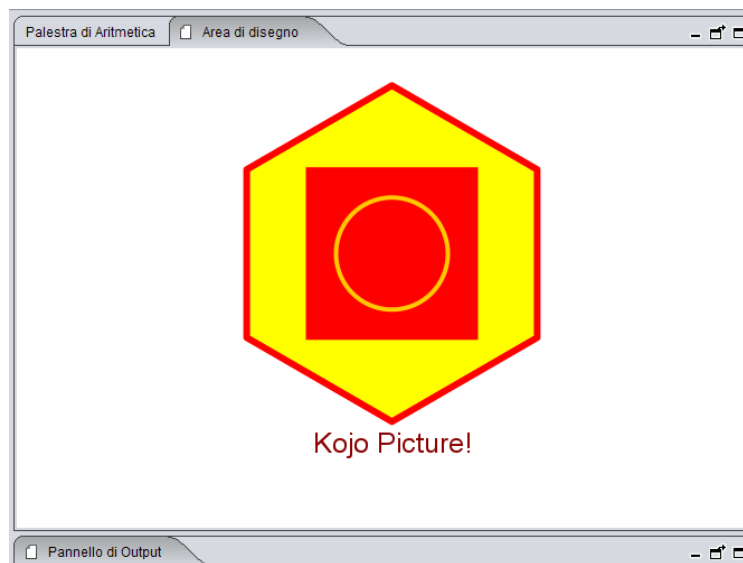 Palestra di Aritmetica
Area di disegno
Kojo Picture!
Pannello di Output